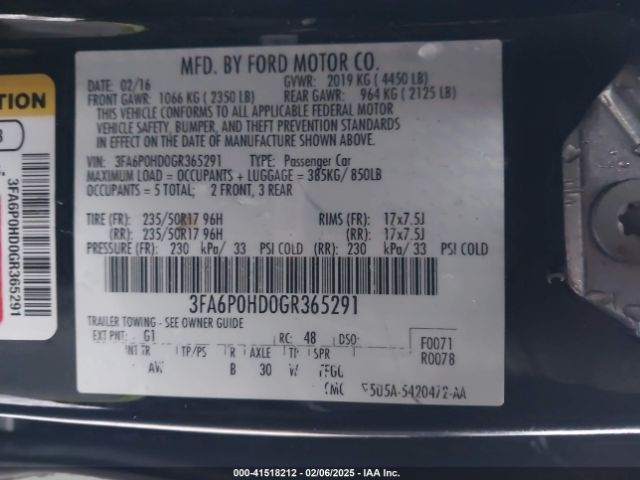 MFD. BY FORD MOTOR CO.
DATE: 02/16 GVWR: 2019 KG ( 4450 LB)
FRONT GAWR: 1066 KG ( 2350 LB) REAR GAWR: 964 KG ( 2125 LB)
THIS VEHICLE CONFORMS TO ALL APPLICABLE FEDERAL MOTOR
VEHICLE SAFETY, BUMPER, AND THEFT PREVENTION STANDARDS
IN EFFECT ON THE DATE OF MANUFACTURE SHOWN ABOVE.
VIN: 3FA6P0HD0GR365291 TYPE: Passenger Car
MAXIMUM LOAD = OCCUPANTS + LUGGAGE = 385KG/ 850LB
OCCUPANTS = 5 TOTAL; 2 FRONT, 3 REAR
TIRE (FR): 235/50R17 96H RIMS (FR): 17x7.5J
(RR): 235/50R17 96H (RR): 17x7.5J
PRESSURE (FR): 230 kPa/ 33 PSI COLD (RR): 230 kPa/ 33 PSI COLD
3FA6P0HD0GR365291
TRAILER TOWING - SEE OWNER GUIDE
EXT PNT: G1 RC: 48 DSO: F0071
INT TR TP/PS R AXLE TP SPR R0078
AW B 30 W
3FA6P0HD0GR365291
000-41518212 - 02/06/2025 - IAA Inc.